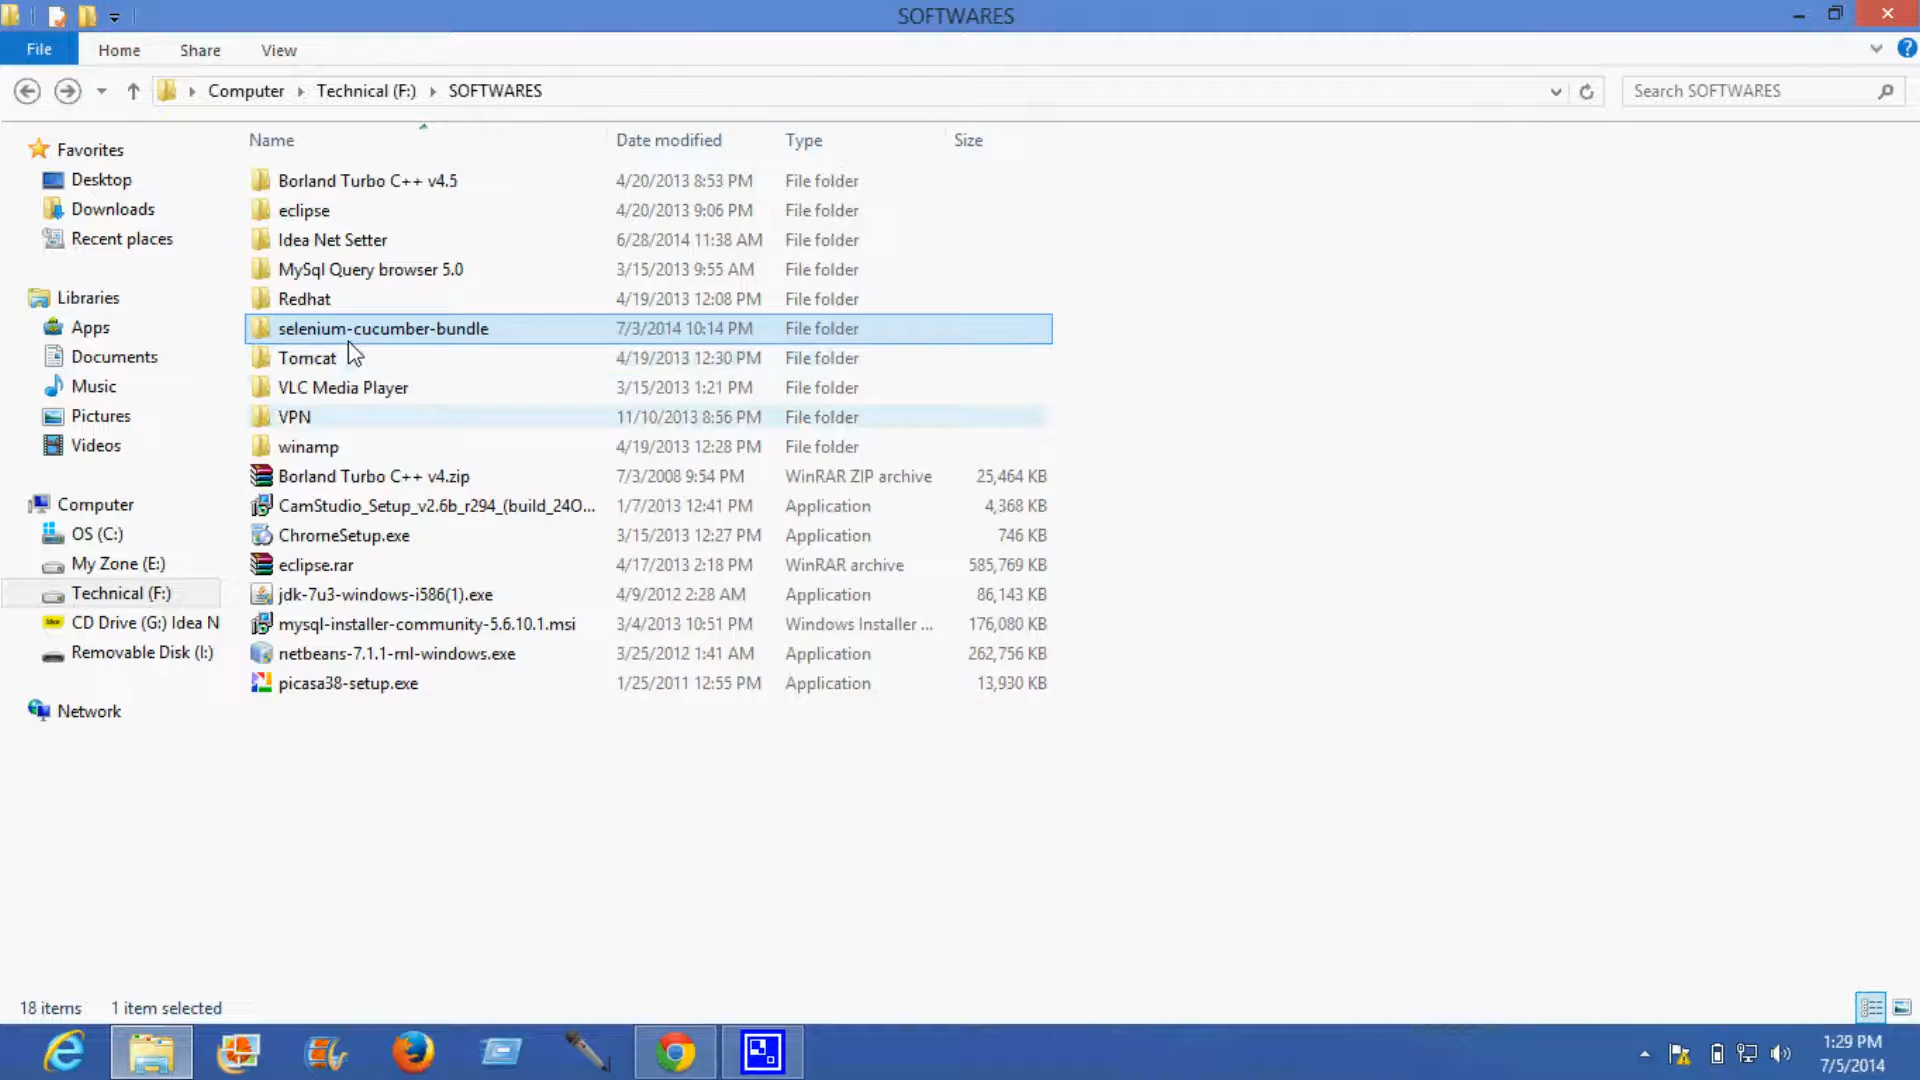 SOFTWARES
File Home Share View
Computer Technical (F:) SOFTWARES Search SOFTWARES
Name Date modified Type Size
Favorites
Desktop
Downloads
Recent places
Libraries
Apps
Documents
Music
Pictures
Videos
Computer
OS (C:)
My Zone (E:)
Technical (F:)
CD Drive (G:) Idea N
Removable Disk (I:)
Network
Borland Turbo C++ v4.5 4/20/2013 8:53 PM File folder
eclipse 4/20/2013 9:06 PM File folder
Idea Net Setter 6/28/2014 11:38 AM File folder
MySql Query browser 5.0 3/15/2013 9:55 AM File folder
Redhat 4/19/2013 12:08 PM File folder
selenium-cucumber-bundle 7/3/2014 10:14 PM File folder
Tomcat 4/19/2013 12:30 PM File folder
VLC Media Player 3/15/2013 1:21 PM File folder
VPN 11/10/2013 8:56 PM File folder
winamp 4/19/2013 12:28 PM File folder
Borland Turbo C++ v4.zip 7/3/2008 9:54 PM WinRAR ZIP archive 25,464 KB
CamStudio_Setup_v2.6b_r294_(build_24O... 1/7/2013 12:41 PM Application 4,368 KB
ChromeSetup.exe 3/15/2013 12:27 PM Application 746 KB
eclipse.rar 4/17/2013 2:18 PM WinRAR archive 585,769 KB
jdk-7u3-windows-i586(1).exe 4/9/2012 2:28 AM Application 86,143 KB
mysql-installer-community-5.6.10.1.msi 3/4/2013 10:51 PM Windows Installer ... 176,080 KB
netbeans-7.1.1-ml-windows.exe 3/25/2012 1:41 AM Application 262,756 KB
picasa38-setup.exe 1/25/2011 12:55 PM Application 13,930 KB
18 items 1 item selected
1:29 PM
7/5/2014